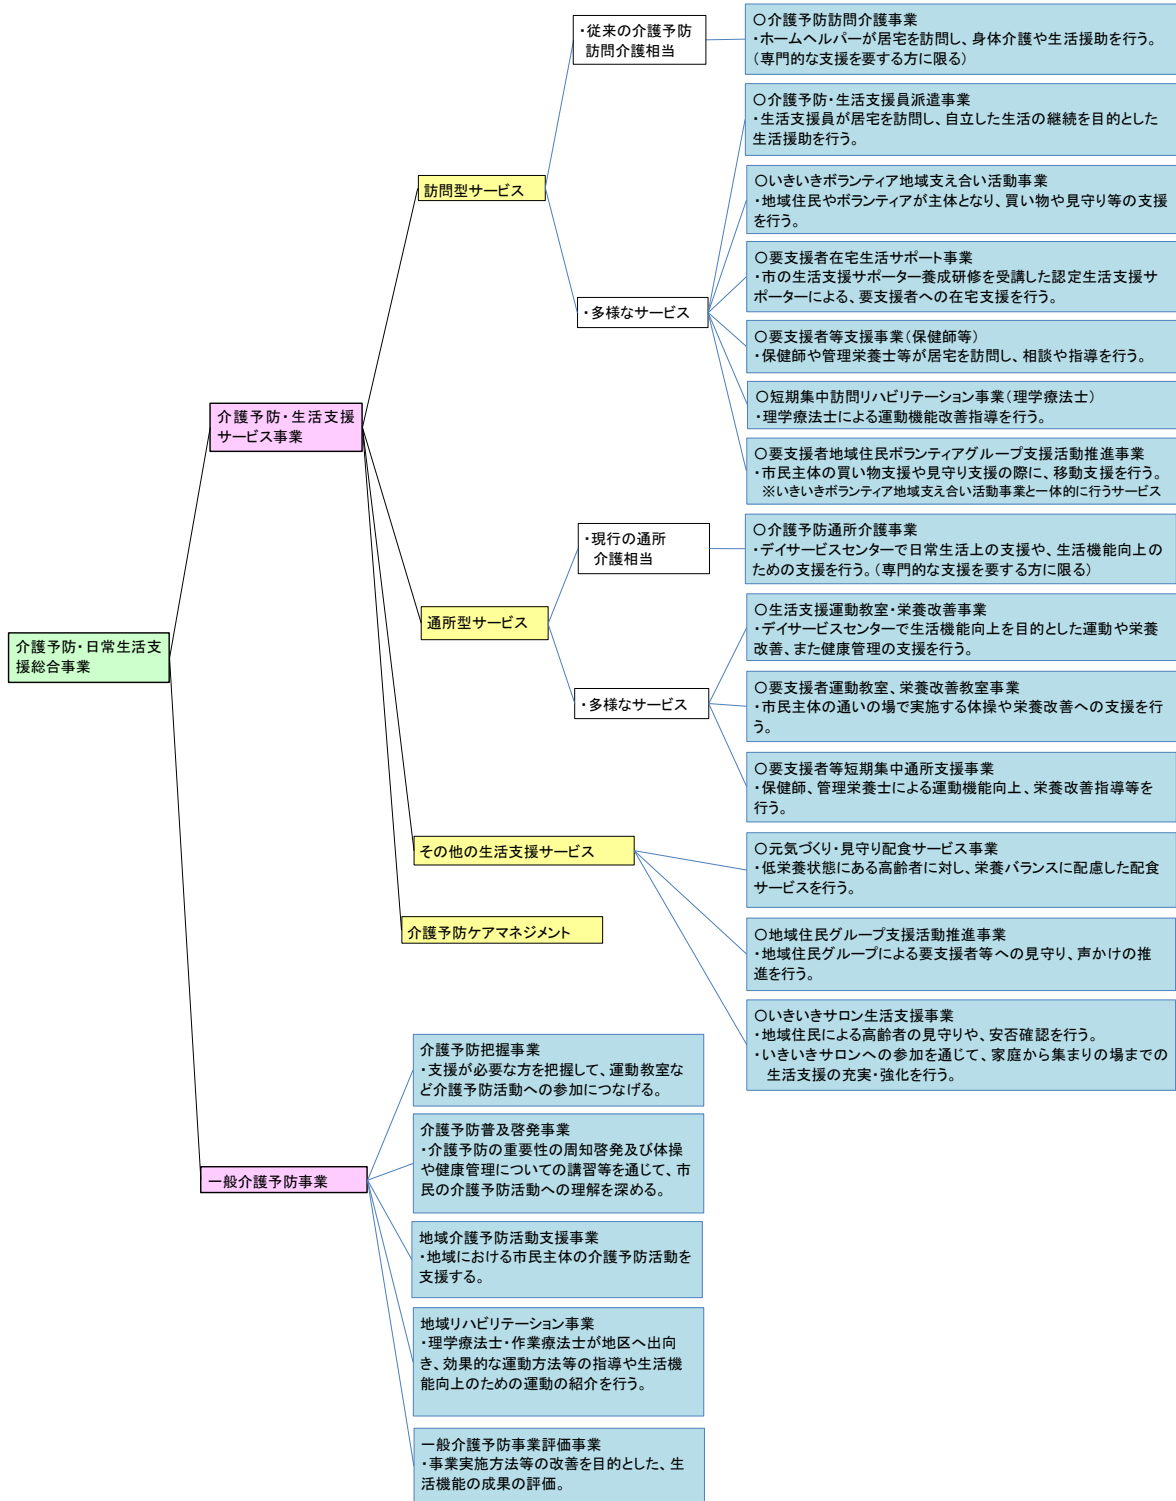 介護予防・日常生活支
援総合事業
介護予防・生活支援
サービス事業
訪問型サービス
・従来の介護予防
訪問介護相当
〇介護予防訪問介護事業
・ホームヘルパーが居宅を訪問し、身体介護や生活援助を行う。
(専門的な支援を要する方に限る)
・多様なサービス
〇介護予防・生活支援員派遣事業
・生活支援員が居宅を訪問し、自立した生活の継続を目的とした
生活援助を行う。
〇いきいきボランティア地域支え合い活動事業
・地域住民やボランティアが主体となり、買い物や見守り等の支援
を行う。
〇要支援者在宅生活サポート事業
・市の生活支援サポーター養成研修を受講した認定生活支援サ
ポーターによる、要支援者への在宅支援を行う。
〇要支援者等支援事業(保健師等)
・保健師や管理栄養士等が居宅を訪問し、相談や指導を行う。
〇短期集中訪問リハビリテーション事業(理学療法士)
・理学療法士による運動機能改善指導を行う。
〇要支援者地域住民ボランティアグループ支援活動推進事業
・市民主体の買い物支援や見守り支援の際に、移動支援を行う。
※いきいきボランティア地域支え合い活動事業と一体的に行うサービス
通所型サービス
・現行の通所
介護相当
〇介護予防通所介護事業
・デイサービスセンターで日常生活上の支援や、生活機能向上の
ための支援を行う。(専門的な支援を要する方に限る)
・多様なサービス
〇生活支援運動教室・栄養改善事業
・デイサービスセンターで生活機能向上を目的とした運動や栄養
改善、また健康管理の支援を行う。
〇要支援者運動教室、栄養改善教室事業
・市民主体の通いの場で実施する体操や栄養改善への支援を行
う。
〇要支援者等短期集中通所支援事業
・保健師、管理栄養士による運動機能向上、栄養改善指導等を
行う。
その他の生活支援サービス
〇元気づくり・見守り配食サービス事業
・低栄養状態にある高齢者に対し、栄養バランスに配慮した配食
サービスを行う。
〇地域住民グループ支援活動推進事業
・地域住民グループによる要支援者等への見守り、声かけの推
進を行う。
〇いきいきサロン生活支援事業
・地域住民による高齢者の見守りや、安否確認を行う。
・いきいきサロンへの参加を通じて、家庭から集まりの場までの
生活支援の充実・強化を行う。
介護予防ケアマネジメント
一般介護予防事業
介護予防把握事業
・支援が必要な方を把握して、運動教室な
ど介護予防活動への参加につなげる。
介護予防普及啓発事業
・介護予防の重要性の周知啓発及び体操
や健康管理についての講習等を通じて、市
民の介護予防活動への理解を深める。
地域介護予防活動支援事業
・地域における市民主体の介護予防活動を
支援する。
地域リハビリテーション事業
・理学療法士・作業療法士が地区へ出向
き、効果的な運動方法等の指導や生活機
能向上のための運動の紹介を行う。
一般介護予防事業評価事業
・事業実施方法等の改善を目的とした、生
活機能の成果の評価。